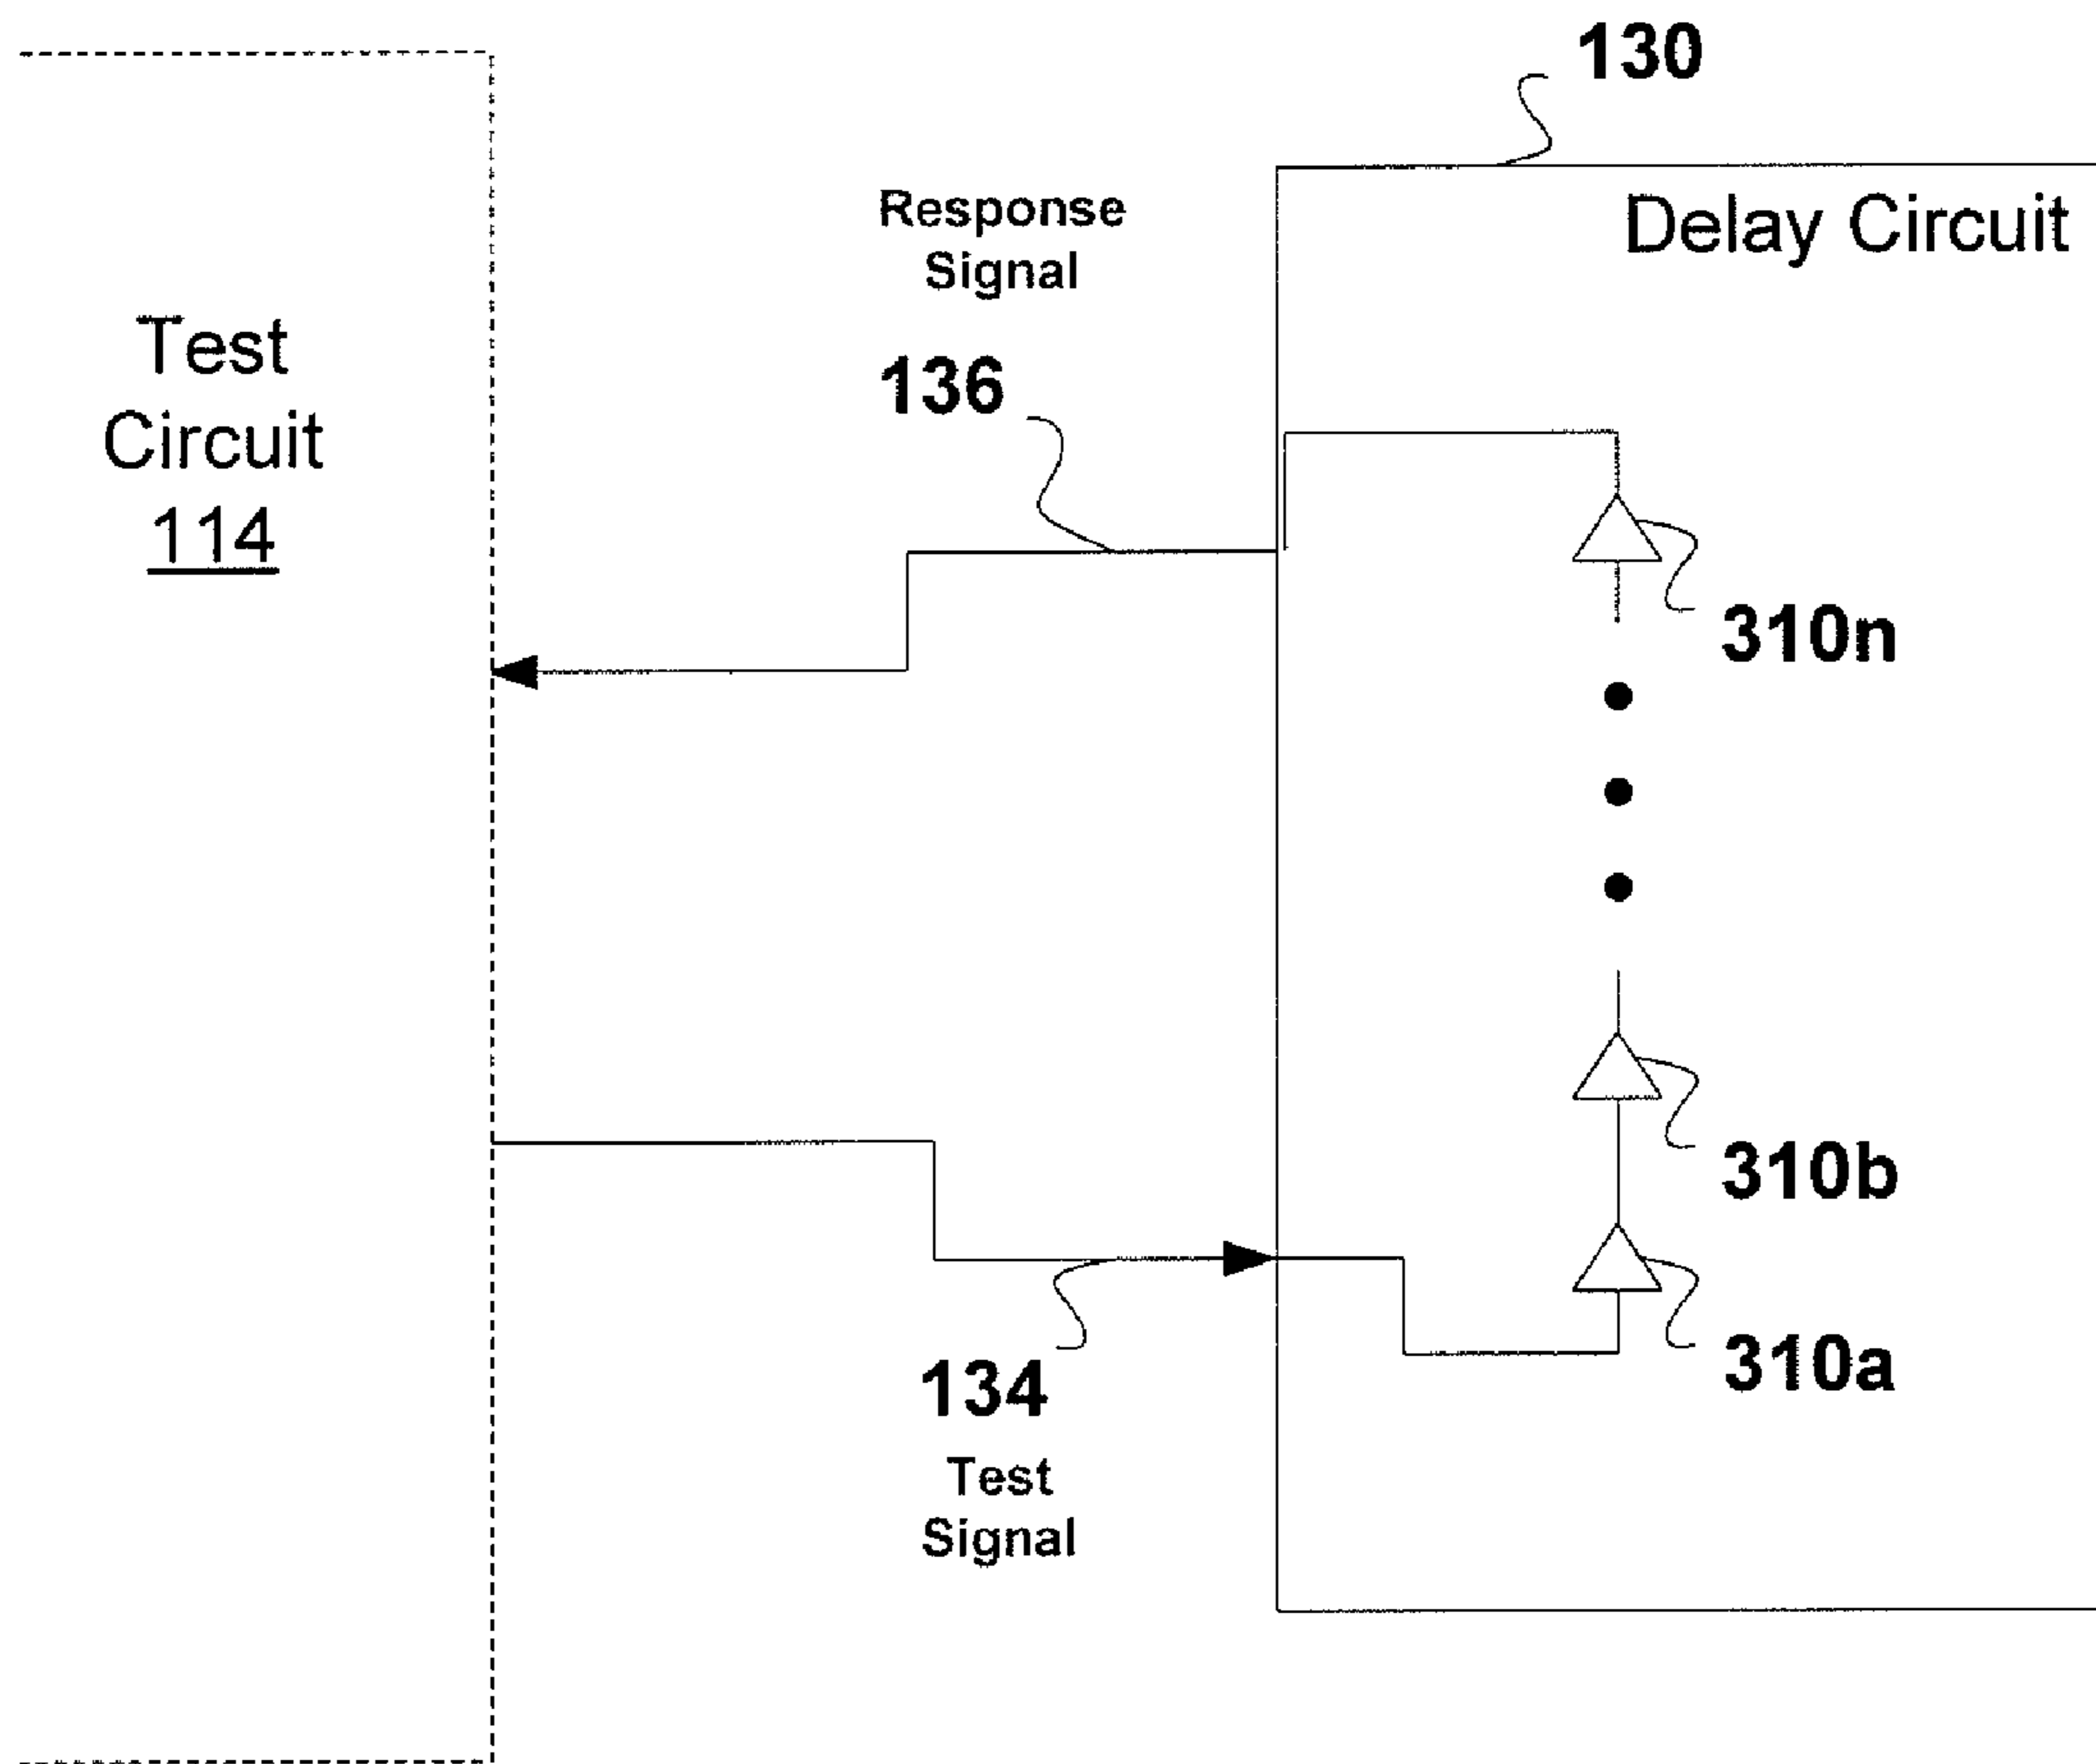 130
Delay Circuit
Response
Signal
136
Test
Circuit
114
310n
310b
310a
134
Test
Signal